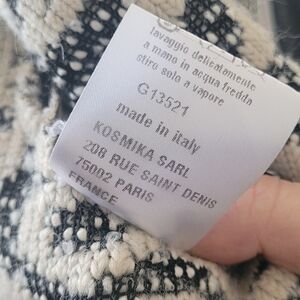 lavaggio delicatamente
a mano in acqua fredda
stiro solo a vapore
G13521
made in italy
KOSMIKA SARL
208 RUE SAINT DENIS
75002 PARIS
FRANCE